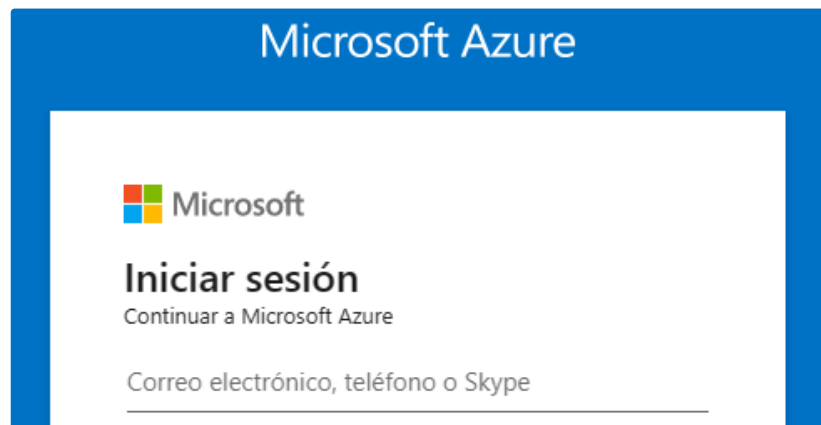 Microsoft Azure
Microsoft
Iniciar sesión
Continuar a Microsoft Azure
Correo electrónico, teléfono o Skype